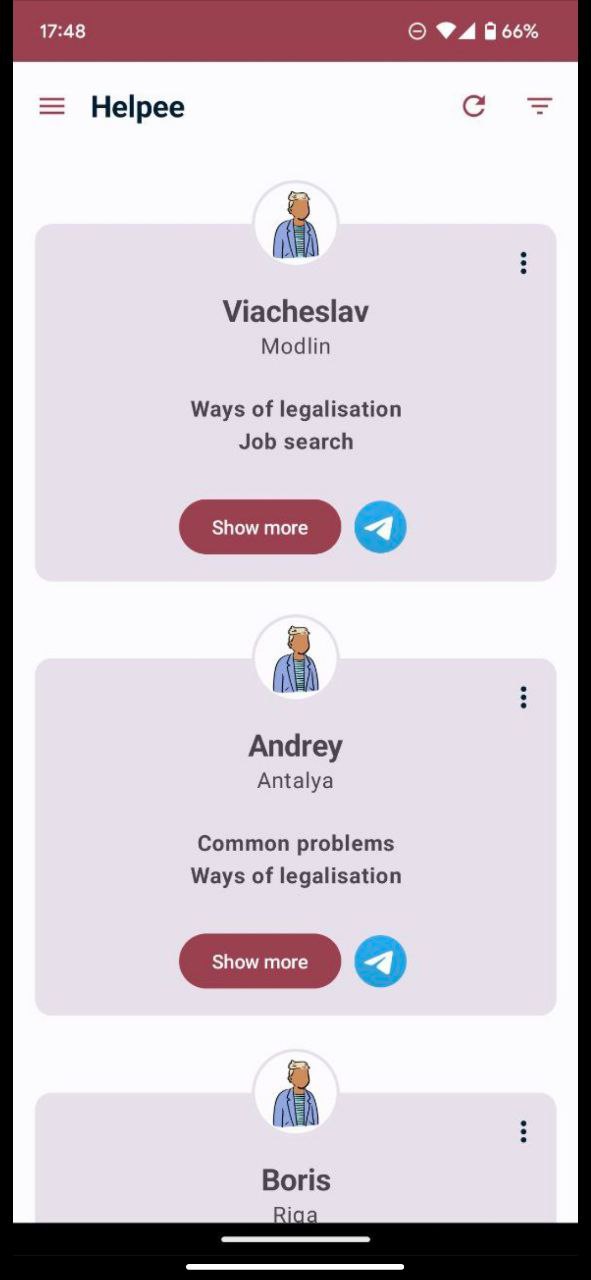 17:48
66%
Helpee
Viacheslav
Modlin
Ways of legalisation
Job search
Show more
Andrey
Antalya
Common problems
Ways of legalisation
Show more
Boris
Riga